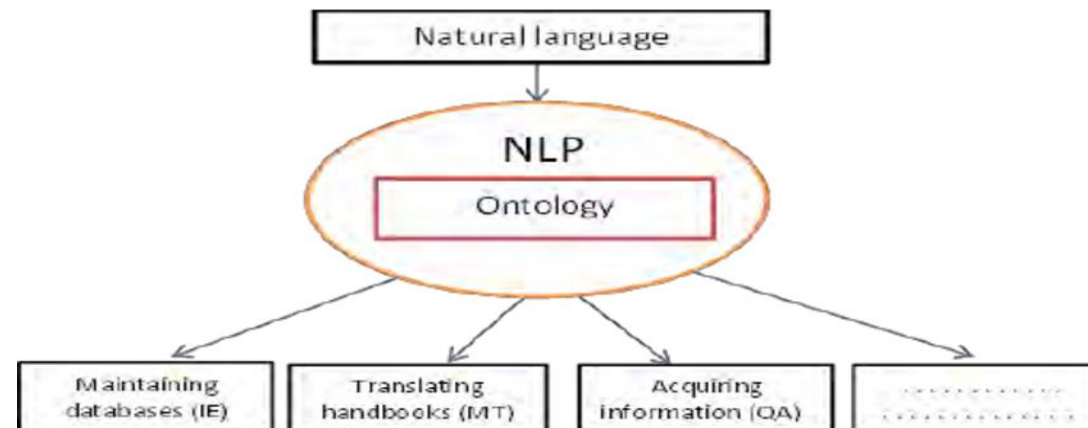 Natural language
NLP
Ontology
Maintaining
databases (IE)
Translating
handbooks (MT)
Acquiring
information (QA)
....................
..........................